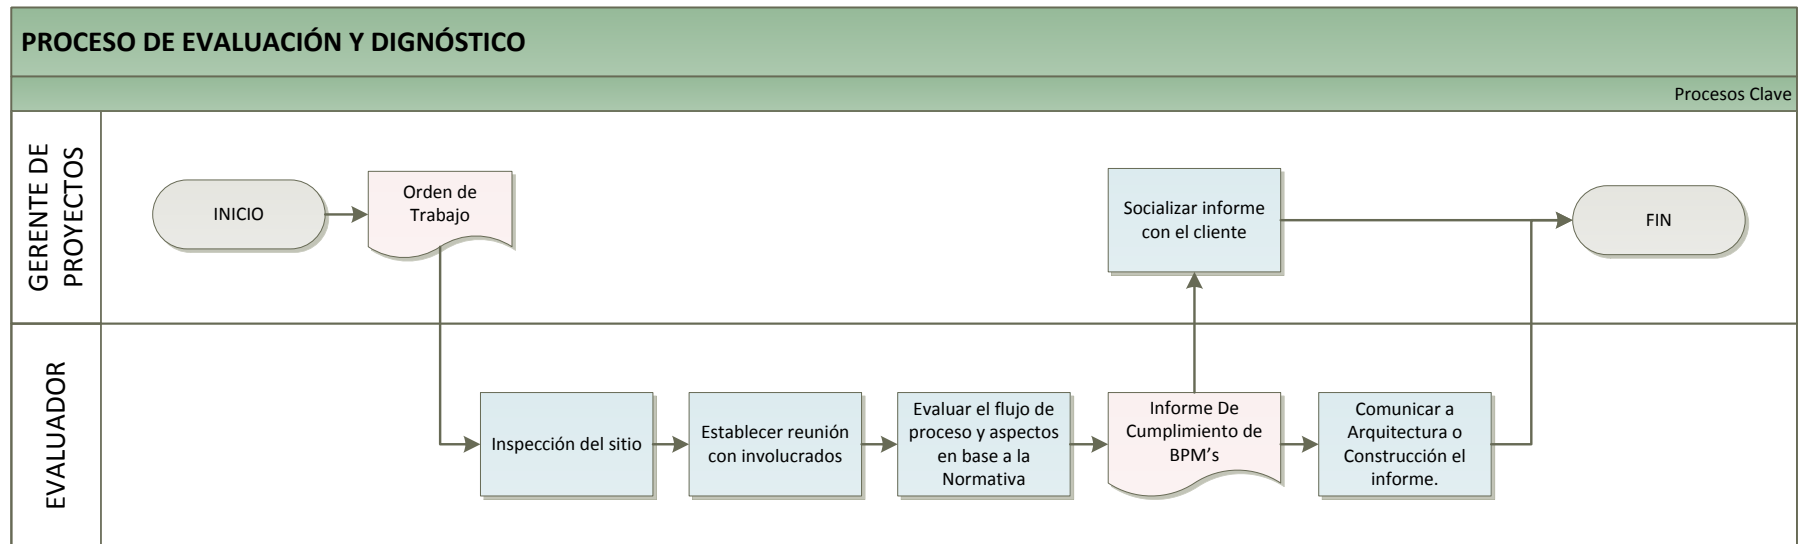 PROCESO DE EVALUACIÓN Y DIGNÓSTICO
Procesos Clave
GERENTE DE
PROYECTOS
INICIO
Orden de
Trabajo
Socializar informe
con el cliente
FIN
EVALUADOR
Inspección del sitio
Establecer reunión
con involucrados
Evaluar el flujo de
proceso y aspectos
en base a la
Normativa
Informe De
Cumplimiento de
BPM’s
Comunicar a
Arquitectura o
Construcción el
informe.